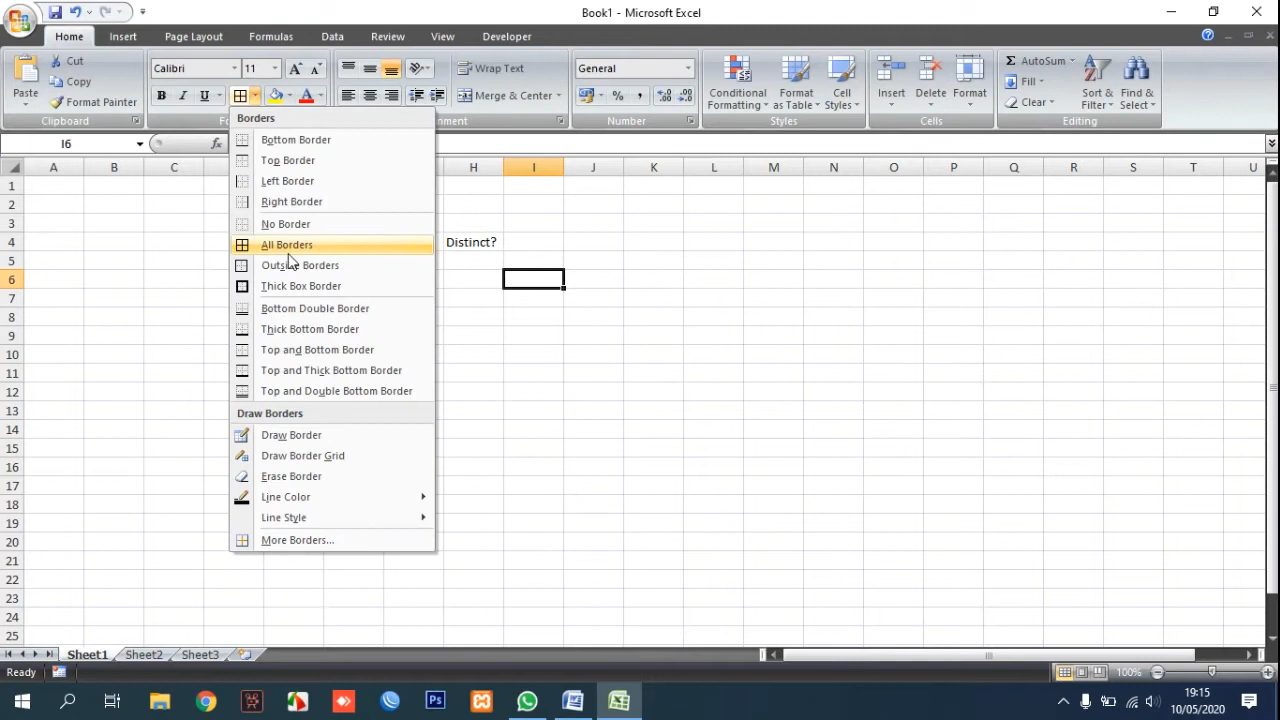 Book1 - Microsoft Excel
Home Insert Page Layout Formulas Data Review View Developer
Paste
Cut
Copy
Format Painter
Clipboard
Calibri 11
B I U
A A
A
Wrap Text
Merge & Center
General
% ,
Number
Conditional Formatting
Format as Table
Cell Styles
Styles
Insert
Delete
Format
Cells
Σ AutoSum
Fill
Clear
Sort & Filter
Find & Select
Editing
I6
fx
Borders
Bottom Border
Top Border
Left Border
Right Border
No Border
All Borders
Outside Borders
Thick Box Border
Bottom Double Border
Thick Bottom Border
Top and Bottom Border
Top and Thick Bottom Border
Top and Double Bottom Border
Draw Borders
Draw Border
Draw Border Grid
Erase Border
Line Color
Line Style
More Borders...
A B C H I J K L M N O P Q R S T U
1
2
3
4 Distinct?
5
6
7
8
9
10
11
12
13
14
15
16
17
18
19
20
21
22
23
24
25
Sheet1 Sheet2 Sheet3
Ready
100%
Ps
19:15
10/05/2020